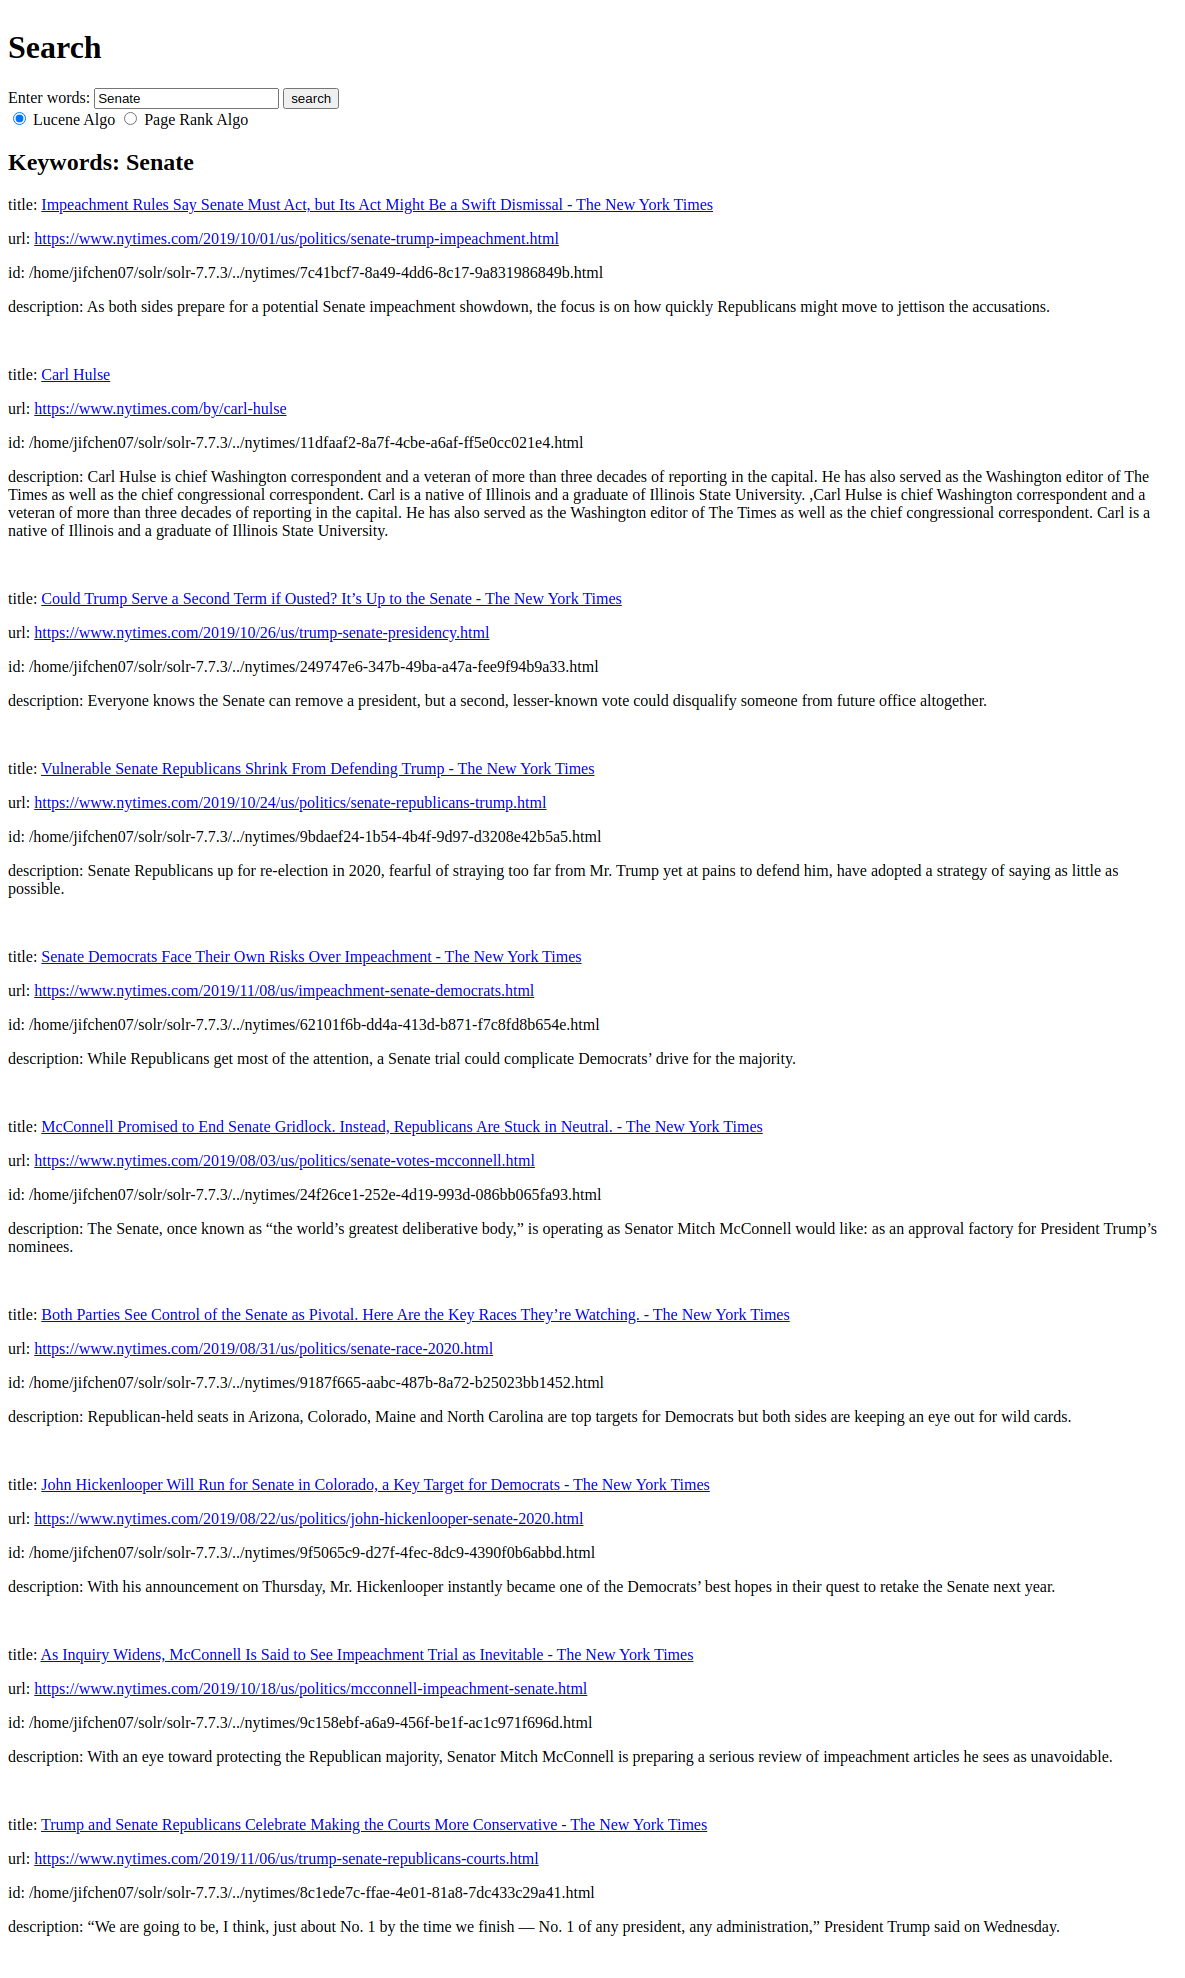 Search
Enter words: Senate search
Lucene Algo Page Rank Algo
Keywords: Senate
title: Impeachment Rules Say Senate Must Act, but Its Act Might Be a Swift Dismissal - The New York Times
url: https://www.nytimes.com/2019/10/01/us/politics/senate-trump-impeachment.html
id: /home/jifchen07/solr/solr-7.7.3/../nytimes/7c41bcf7-8a49-4dd6-8c17-9a831986849b.html
description: As both sides prepare for a potential Senate impeachment showdown, the focus is on how quickly Republicans might move to jettison the accusations.
title: Carl Hulse
url: https://www.nytimes.com/by/carl-hulse
id: /home/jifchen07/solr/solr-7.7.3/../nytimes/11dfaaf2-8a7f-4cbe-a6af-ff5e0cc021e4.html
description: Carl Hulse is chief Washington correspondent and a veteran of more than three decades of reporting in the capital. He has also served as the Washington editor of The
Times as well as the chief congressional correspondent. Carl is a native of Illinois and a graduate of Illinois State University. ,Carl Hulse is chief Washington correspondent and a
veteran of more than three decades of reporting in the capital. He has also served as the Washington editor of The Times as well as the chief congressional correspondent. Carl is a
native of Illinois and a graduate of Illinois State University.
title: Could Trump Serve a Second Term if Ousted? It’s Up to the Senate - The New York Times
url: https://www.nytimes.com/2019/10/26/us/trump-senate-presidency.html
id: /home/jifchen07/solr/solr-7.7.3/../nytimes/249747e6-347b-49ba-a47a-fee9f94b9a33.html
description: Everyone knows the Senate can remove a president, but a second, lesser-known vote could disqualify someone from future office altogether.
title: Vulnerable Senate Republicans Shrink From Defending Trump - The New York Times
url: https://www.nytimes.com/2019/10/24/us/politics/senate-republicans-trump.html
id: /home/jifchen07/solr/solr-7.7.3/../nytimes/9bdaef24-1b54-4b4f-9d97-d3208e42b5a5.html
description: Senate Republicans up for re-election in 2020, fearful of straying too far from Mr. Trump yet at pains to defend him, have adopted a strategy of saying as little as
possible.
title: Senate Democrats Face Their Own Risks Over Impeachment - The New York Times
url: https://www.nytimes.com/2019/11/08/us/impeachment-senate-democrats.html
id: /home/jifchen07/solr/solr-7.7.3/../nytimes/62101f6b-dd4a-413d-b871-f7c8fd8b654e.html
description: While Republicans get most of the attention, a Senate trial could complicate Democrats’ drive for the majority.
title: McConnell Promised to End Senate Gridlock. Instead, Republicans Are Stuck in Neutral. - The New York Times
url: https://www.nytimes.com/2019/08/03/us/politics/senate-votes-mcconnell.html
id: /home/jifchen07/solr/solr-7.7.3/../nytimes/24f26ce1-252e-4d19-993d-086bb065fa93.html
description: The Senate, once known as “the world’s greatest deliberative body,” is operating as Senator Mitch McConnell would like: as an approval factory for President Trump’s
nominees.
title: Both Parties See Control of the Senate as Pivotal. Here Are the Key Races They’re Watching. - The New York Times
url: https://www.nytimes.com/2019/08/31/us/politics/senate-race-2020.html
id: /home/jifchen07/solr/solr-7.7.3/../nytimes/9187f665-aabc-487b-8a72-b25023bb1452.html
description: Republican-held seats in Arizona, Colorado, Maine and North Carolina are top targets for Democrats but both sides are keeping an eye out for wild cards.
title: John Hickenlooper Will Run for Senate in Colorado, a Key Target for Democrats - The New York Times
url: https://www.nytimes.com/2019/08/22/us/politics/john-hickenlooper-senate-2020.html
id: /home/jifchen07/solr/solr-7.7.3/../nytimes/9f5065c9-d27f-4fec-8dc9-4390f0b6abbd.html
description: With his announcement on Thursday, Mr. Hickenlooper instantly became one of the Democrats’ best hopes in their quest to retake the Senate next year.
title: As Inquiry Widens, McConnell Is Said to See Impeachment Trial as Inevitable - The New York Times
url: https://www.nytimes.com/2019/10/18/us/politics/mcconnell-impeachment-senate.html
id: /home/jifchen07/solr/solr-7.7.3/../nytimes/9c158ebf-a6a9-456f-be1f-ac1c971f696d.html
description: With an eye toward protecting the Republican majority, Senator Mitch McConnell is preparing a serious review of impeachment articles he sees as unavoidable.
title: Trump and Senate Republicans Celebrate Making the Courts More Conservative - The New York Times
url: https://www.nytimes.com/2019/11/06/us/trump-senate-republicans-courts.html
id: /home/jifchen07/solr/solr-7.7.3/../nytimes/8c1ede7c-ffae-4e01-81a8-7dc433c29a41.html
description: “We are going to be, I think, just about No. 1 by the time we finish — No. 1 of any president, any administration,” President Trump said on Wednesday.